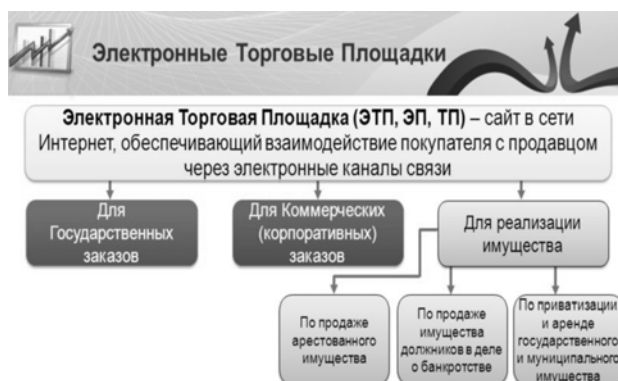 Электронные Торговые Площадки
Электронная Торговая Площадка (ЭТП, ЭП, ТП) – сайт в сети
Интернет, обеспечивающий взаимодействие покупателя с продавцом
через электронные каналы связи
Для
Государственных
заказов
Для Коммерческих
(корпоративных)
заказов
Для реализации
имущества
По продаже
арестованного
имущества
По продаже
имущества
должников в деле
о банкротстве
По приватизации
и аренде
государственного
и муниципального
имущества